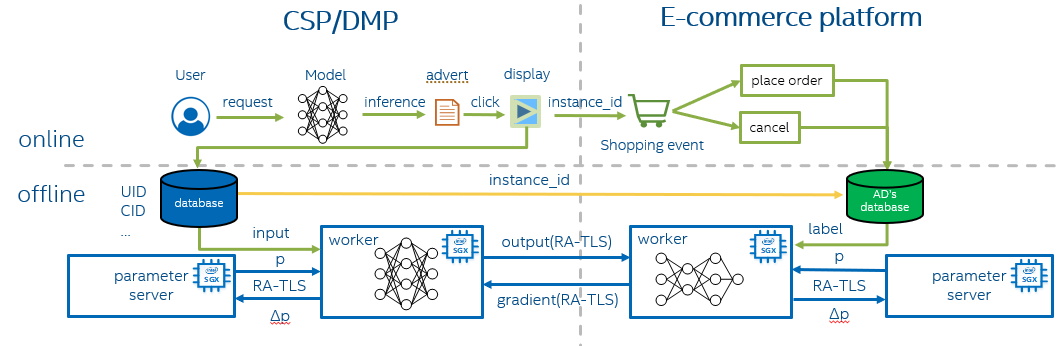 CSP/DMP
E-commerce platform
User
Model
advert
display
request
inference
click
instance_id
place order
cancel
Shopping event
online
offline
UID
CID
...
database
instance_id
AD's
database
input
label
worker
intel
SGX
output(RA-TLS)
gradient(RA-TLS)
worker
intel
SGX
parameter
server
intel
SGX
p
RA-TLS
Δp
p
RA-TLS
Δp
parameter
server
intel
SGX